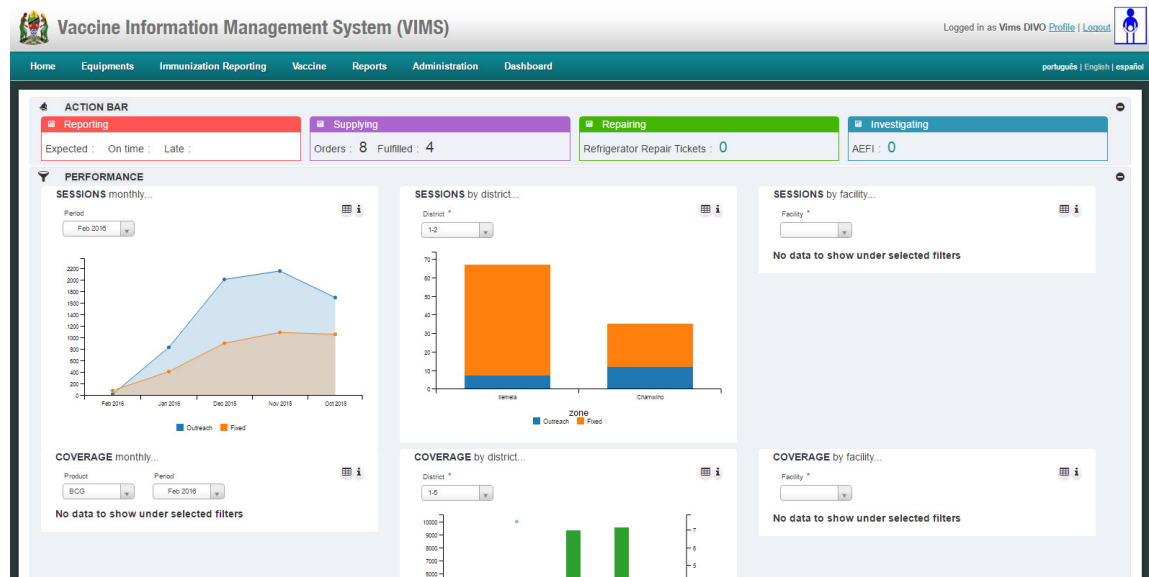 Vaccine Information Management System (VIMS)
Logged in as Vims DIVO Profile | Logout
Home Equipments Immunization Reporting Vaccine Reports Administration Dashboard
português | English | español
ACTION BAR
Reporting
Expected : On time : Late :
Supplying
Orders : 8 Fulfilled : 4
Repairing
Refrigerator Repair Tickets : 0
Investigating
AEFI : 0
PERFORMANCE
SESSIONS monthly...
Period
Feb 2016
2200
2000
1800
1600
1400
1200
1000
800
600
400
200
0
Feb 2016 Jan 2016 Dec 2015 Nov 2015 Oct 2015
Outreach Fixed
SESSIONS by district...
District *
1-2
70
60
50
40
30
20
10
0
Ilemela Chamwino
zone
Outreach Fixed
SESSIONS by facility...
Facility *
No data to show under selected filters
COVERAGE monthly...
Product Period
BCG Feb 2016
No data to show under selected filters
COVERAGE by district...
District *
1-5
10000
9000
8000
7000
6000
7
6
5
COVERAGE by facility...
Facility *
No data to show under selected filters